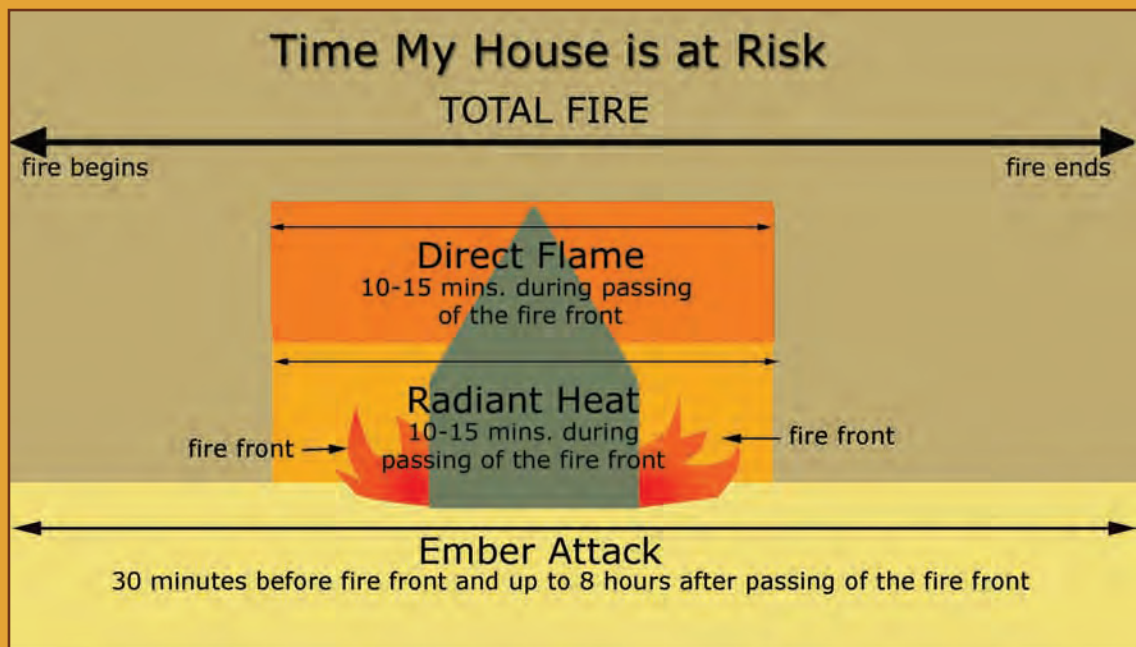 Time My House is at Risk
TOTAL FIRE
fire begins
fire ends
Direct Flame
10-15 mins. during passing
of the fire front
Radiant Heat
10-15 mins. during
passing of the fire front
fire front
fire front
Ember Attack
30 minutes before fire front and up to 8 hours after passing of the fire front